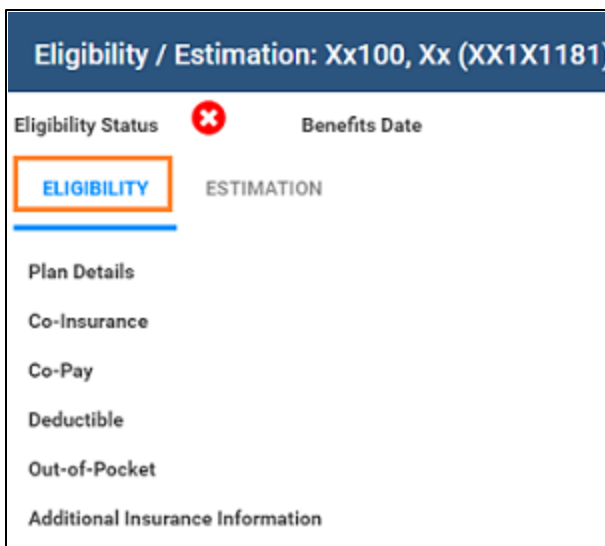 Eligibility / Estimation: Xx100, Xx (XX1X1181)
Eligibility Status Benefits Date
ELIGIBILITY ESTIMATION
Plan Details
Co-Insurance
Co-Pay
Deductible
Out-of-Pocket
Additional Insurance Information